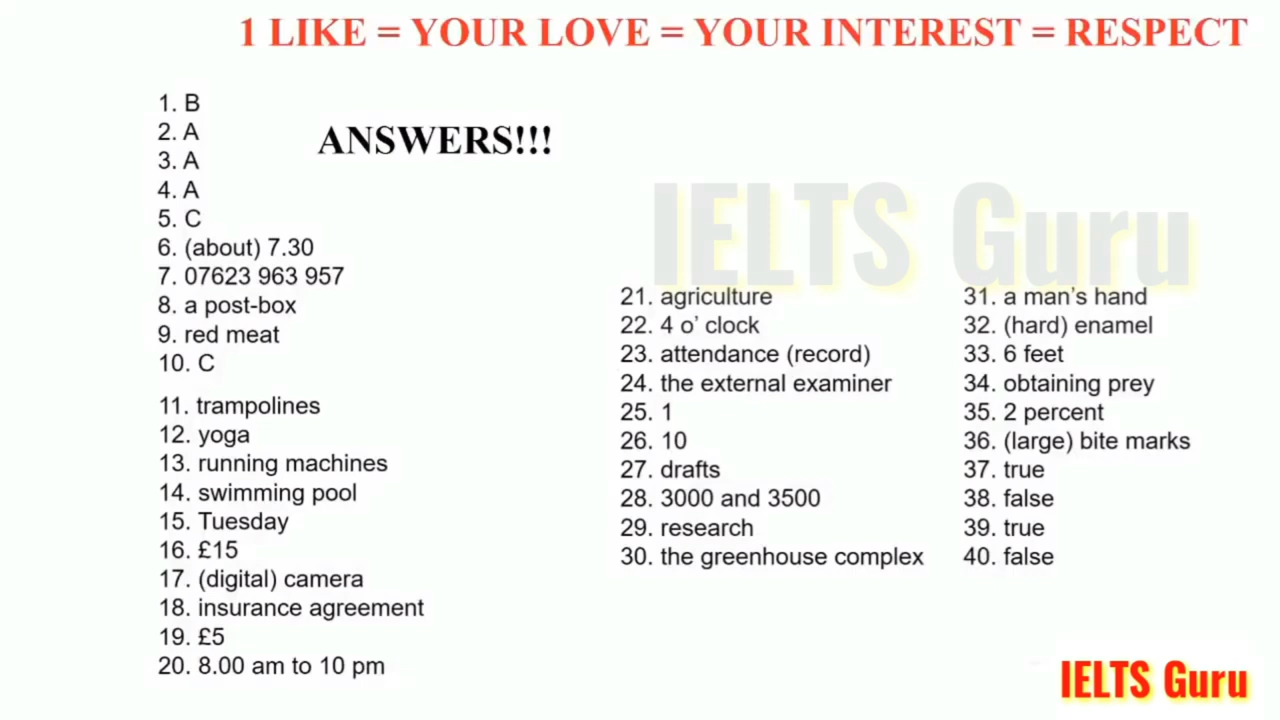 1 LIKE = YOUR LOVE = YOUR INTEREST = RESPECT
ANSWERS!!!
1. B
2. A
3. A
4. A
5. C
6. (about) 7.30
7. 07623 963 957
8. a post-box
9. red meat
10. C
11. trampolines
12. yoga
13. running machines
14. swimming pool
15. Tuesday
16. £15
17. (digital) camera
18. insurance agreement
19. £5
20. 8.00 am to 10 pm
IELTS Guru
21. agriculture
22. 4 o’ clock
23. attendance (record)
24. the external examiner
25. 1
26. 10
27. drafts
28. 3000 and 3500
29. research
30. the greenhouse complex
31. a man’s hand
32. (hard) enamel
33. 6 feet
34. obtaining prey
35. 2 percent
36. (large) bite marks
37. true
38. false
39. true
40. false
IELTS Guru